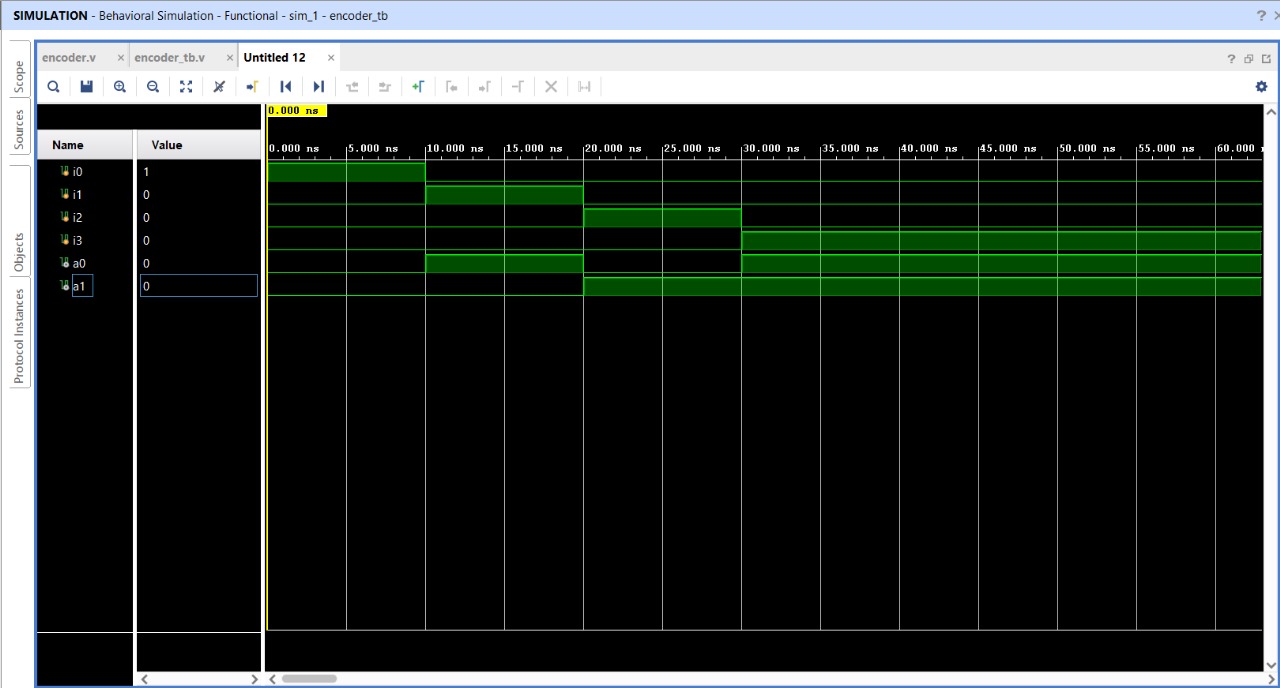 SIMULATION - Behavioral Simulation - Functional - sim_1 - encoder_tb
? ×
Scope
Sources
Objects
Protocol Instances
encoder.v × encoder_tb.v × Untitled 12 ×
?
0.000 ns
Name Value
0.000 ns 5.000 ns 10.000 ns 15.000 ns 20.000 ns 25.000 ns 30.000 ns 35.000 ns 40.000 ns 45.000 ns 50.000 ns 55.000 ns 60.000
i0 1
i1 0
i2 0
i3 0
a0 0
a1 0